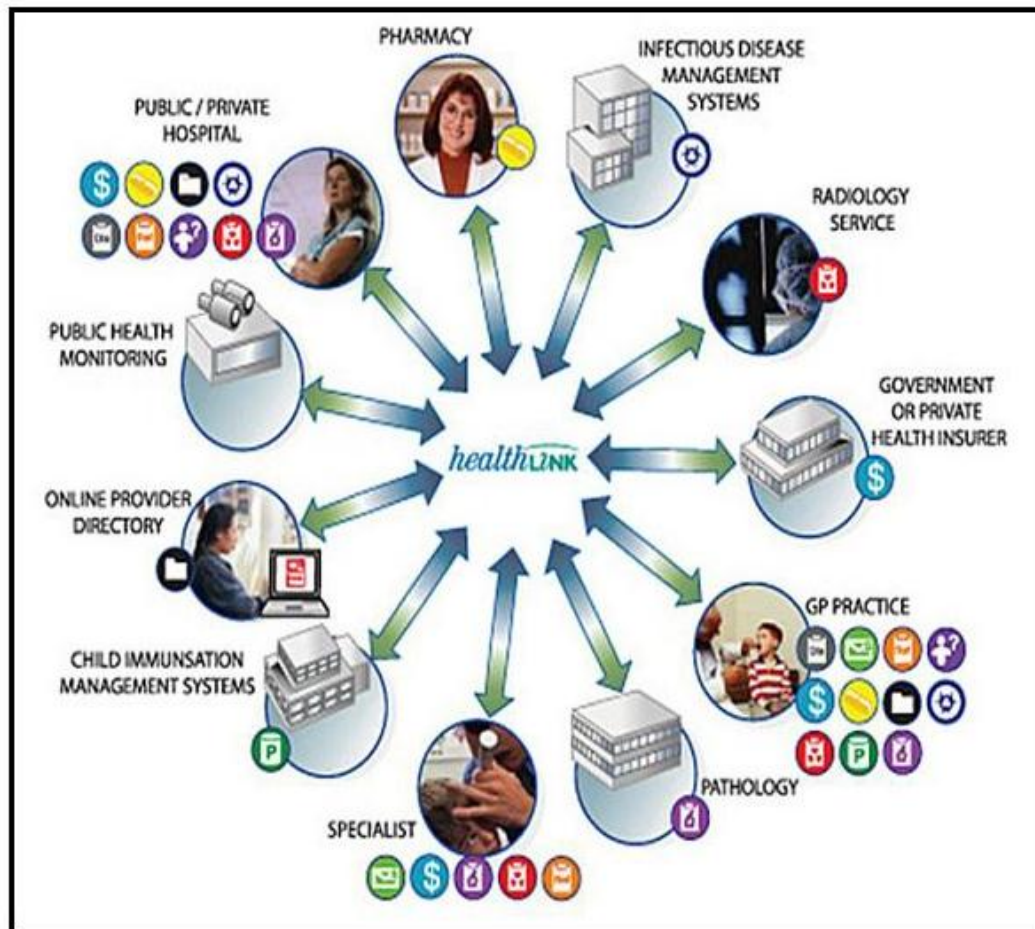 PHARMACY
INFECTIOUS DISEASE
MANAGEMENT
SYSTEMS
PUBLIC / PRIVATE
HOSPITAL
$
RADIOLOGY
SERVICE
PUBLIC HEALTH
MONITORING
GOVERNMENT
OR PRIVATE
HEALTH INSURER
$
healthLINK
ONLINE PROVIDER
DIRECTORY
GP PRACTICE
?
$
P
CHILD IMMUNSATION
MANAGEMENT SYSTEMS
P
PATHOLOGY
SPECIALIST
$